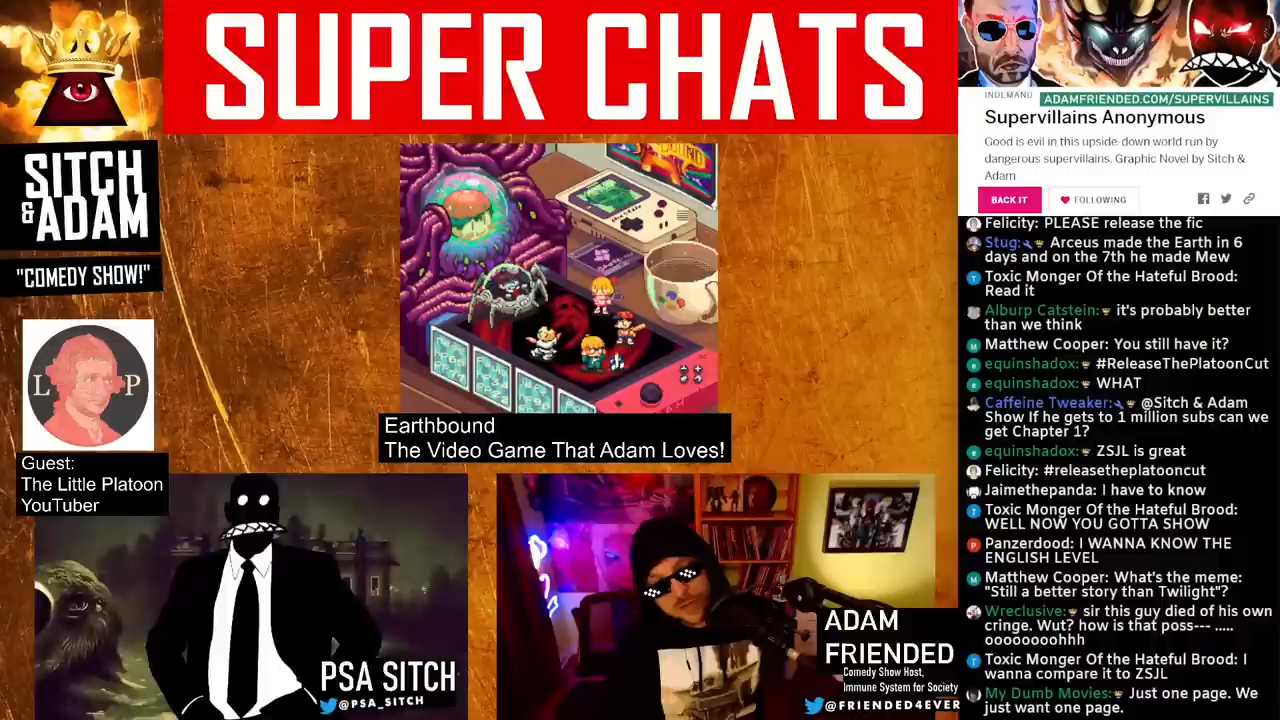 SUPER CHATS
SITCH
& ADAM
"COMEDY SHOW!"
L P
Guest:
The Little Platoon
YouTuber
Earthbound
The Video Game That Adam Loves!
PSA SITCH
@PSA_SITCH
ADAM
FRIENDED
Comedy Show Host,
Immune System for Society
@FRIENDED4EVER
INDEMAND
ADAMFRIENDED.COM/SUPERVILLAINS
Supervillains Anonymous
Good is evil in this upside-down world run by
dangerous supervillains. Graphic Novel by Sitch &
Adam
BACK IT
FOLLOWING
Felicity: PLEASE release the fic
Stug: Arceus made the Earth in 6
days and on the 7th he made Mew
Toxic Monger Of the Hateful Brood:
Read it
Alburp Catstein: it's probably better
than we think
Matthew Cooper: You still have it?
equinshadox: #ReleaseThePlatoonCut
equinshadox: WHAT
Caffeine Tweaker: @Sitch & Adam
Show If he gets to 1 million subs can we
get Chapter 1?
equinshadox: ZSJL is great
Felicity: #releasetheplatooncut
Jaimethepanda: I have to know
Toxic Monger Of the Hateful Brood:
WELL NOW YOU GOTTA SHOW
Panzerdood: I WANNA KNOW THE
ENGLISH LEVEL
Matthew Cooper: What's the meme:
"Still a better story than Twilight"?
Wreclusive: sir this guy died of his own
cringe. Wut? how is that poss--- .....
oooooooohhh
Toxic Monger Of the Hateful Brood: I
wanna compare it to ZSJL
My Dumb Movies: Just one page. We
just want one page.